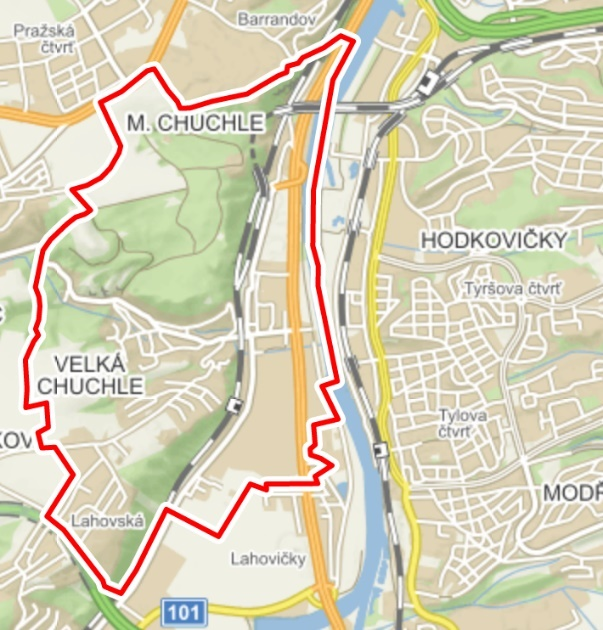 Barrandov
Pražská
čtvrť
M. CHUCHLE
HODKOVIČKY
Tyršova čtvrť
VELKÁ
CHUCHLE
Tylova
čtvrť
KOV
MODŘ
Lahovská
Lahovičky
101